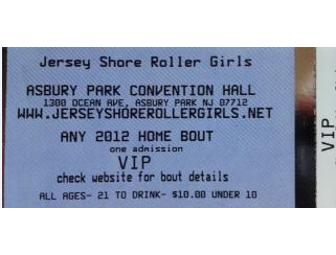 Jersey Shore Roller Girls
ASBURY PARK CONVENTION HALL
1300 OCEAN AVE, ASBURY PARK NJ 07712
WWW.JERSEYSHOREROLLERGIRLS.NET
ANY 2012 HOME BOUT
one admission
VIP
check website for bout details
ALL AGES- 21 TO DRINK- $10.00 UNDER 10
VIP